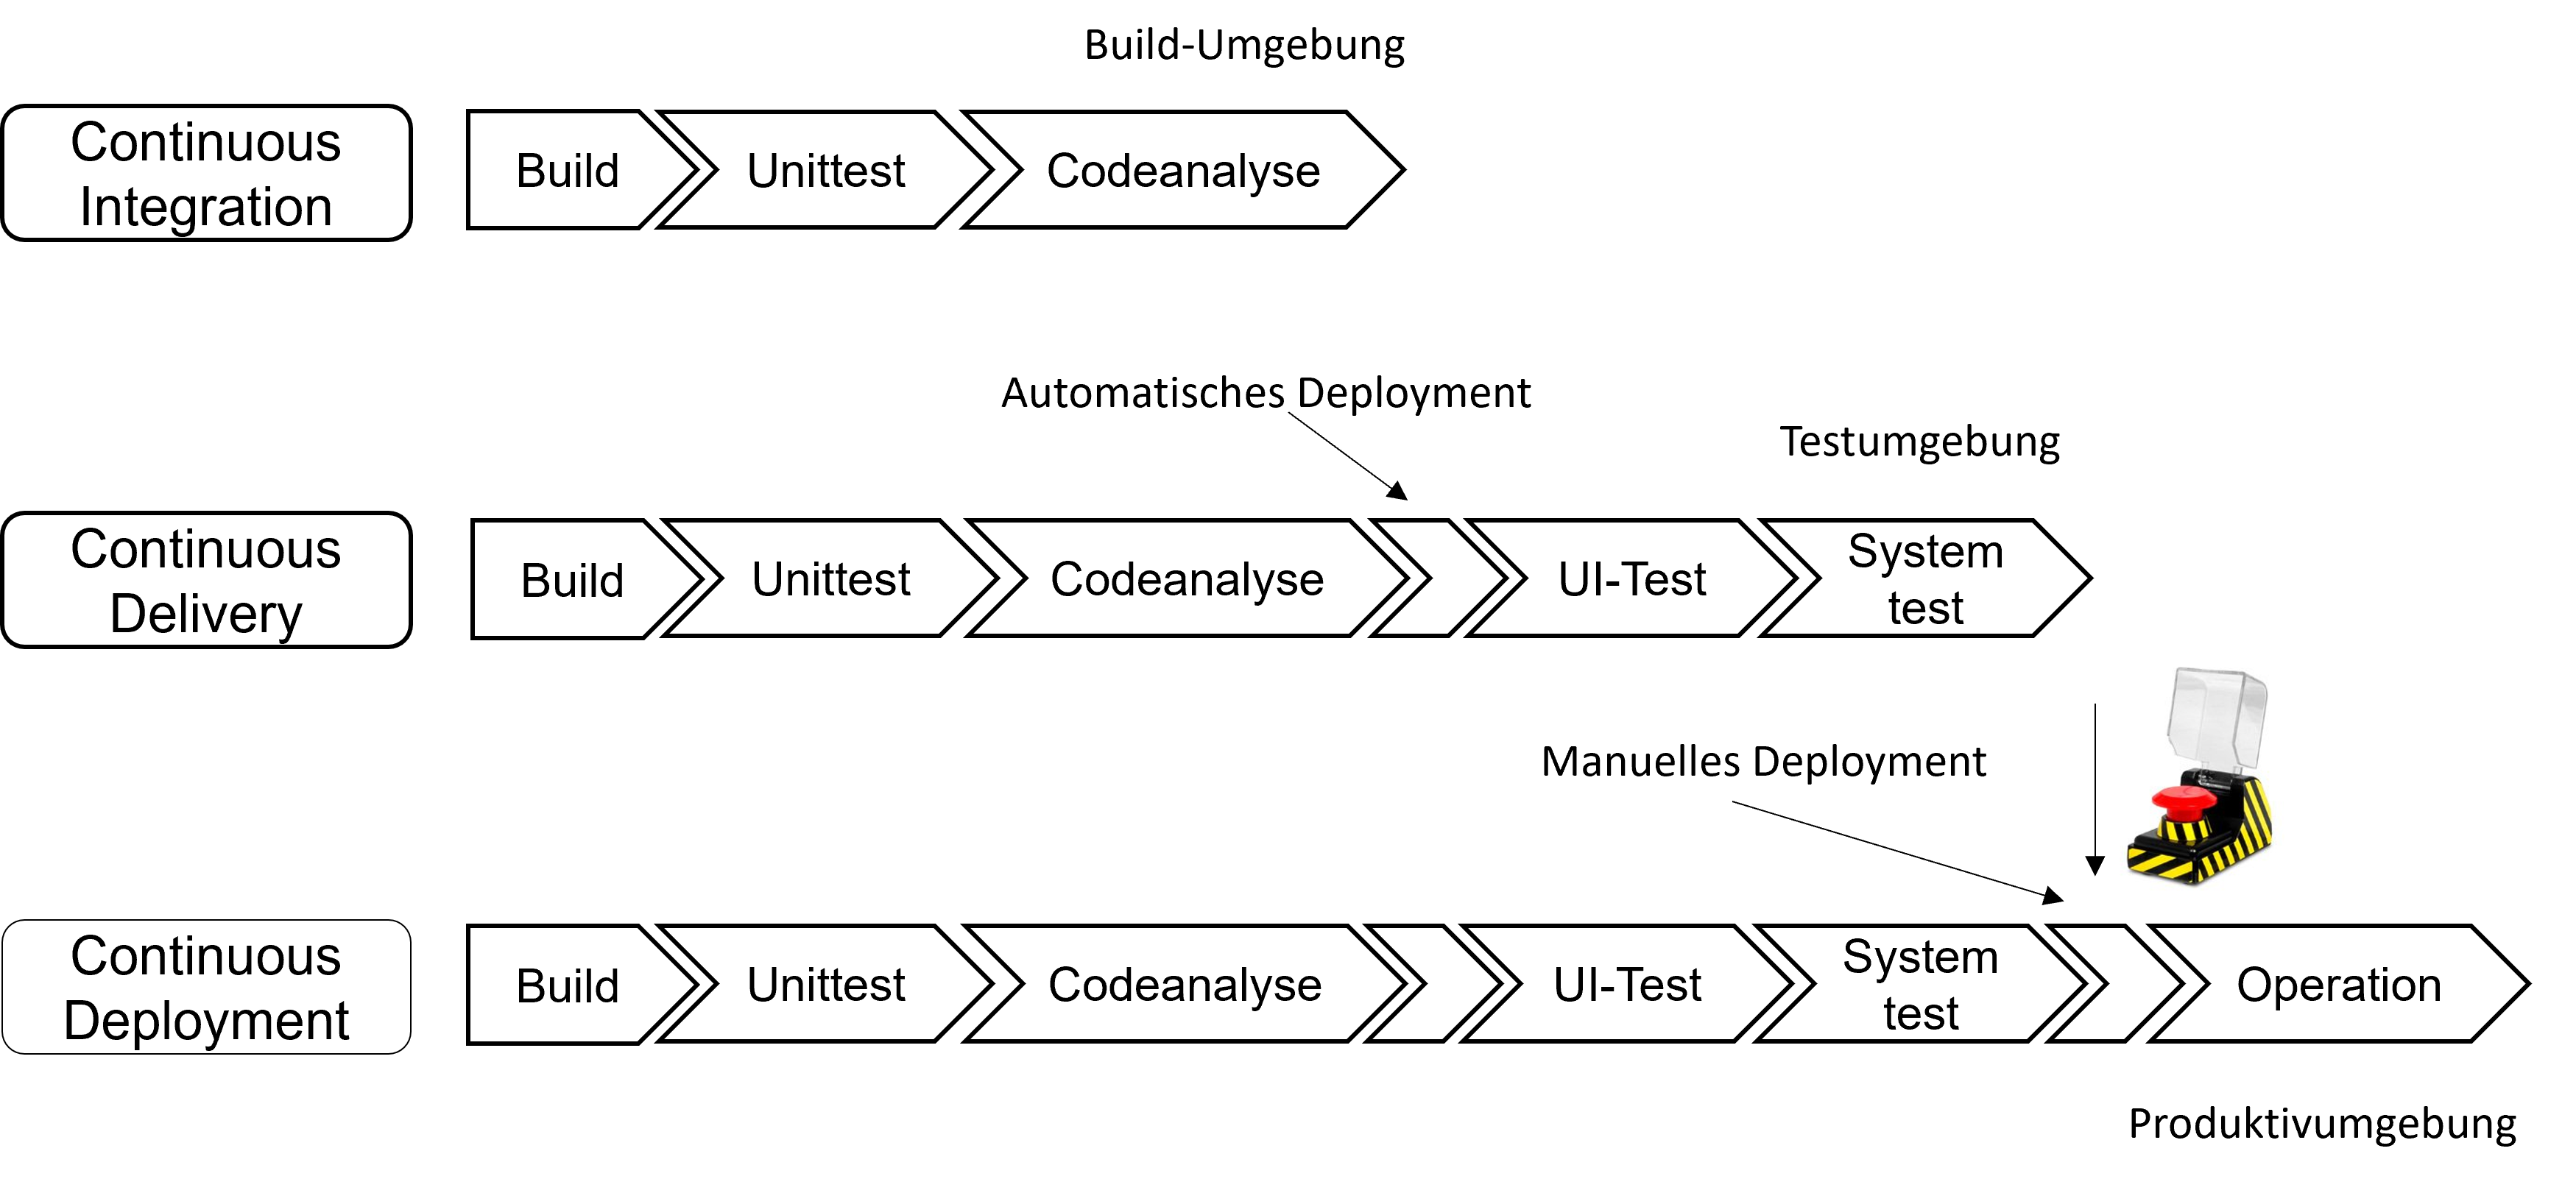 Build-Umgebung
Continuous
Integration
Build
Unittest
Codeanalyse
Automatisches Deployment
Testumgebung
Continuous
Delivery
Build
Unittest
Codeanalyse
UI-Test
System
test
Manuelles Deployment
Continuous
Deployment
Build
Unittest
Codeanalyse
UI-Test
System
test
Operation
Produktivumgebung